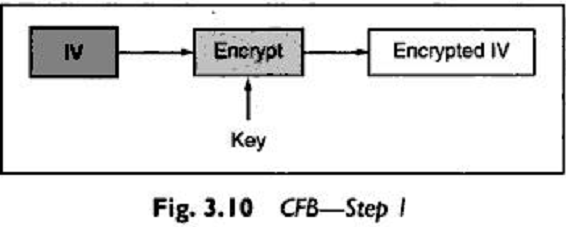 IV Encrypt Encrypted IV
Key
Fig. 3.10 CFB—Step 1